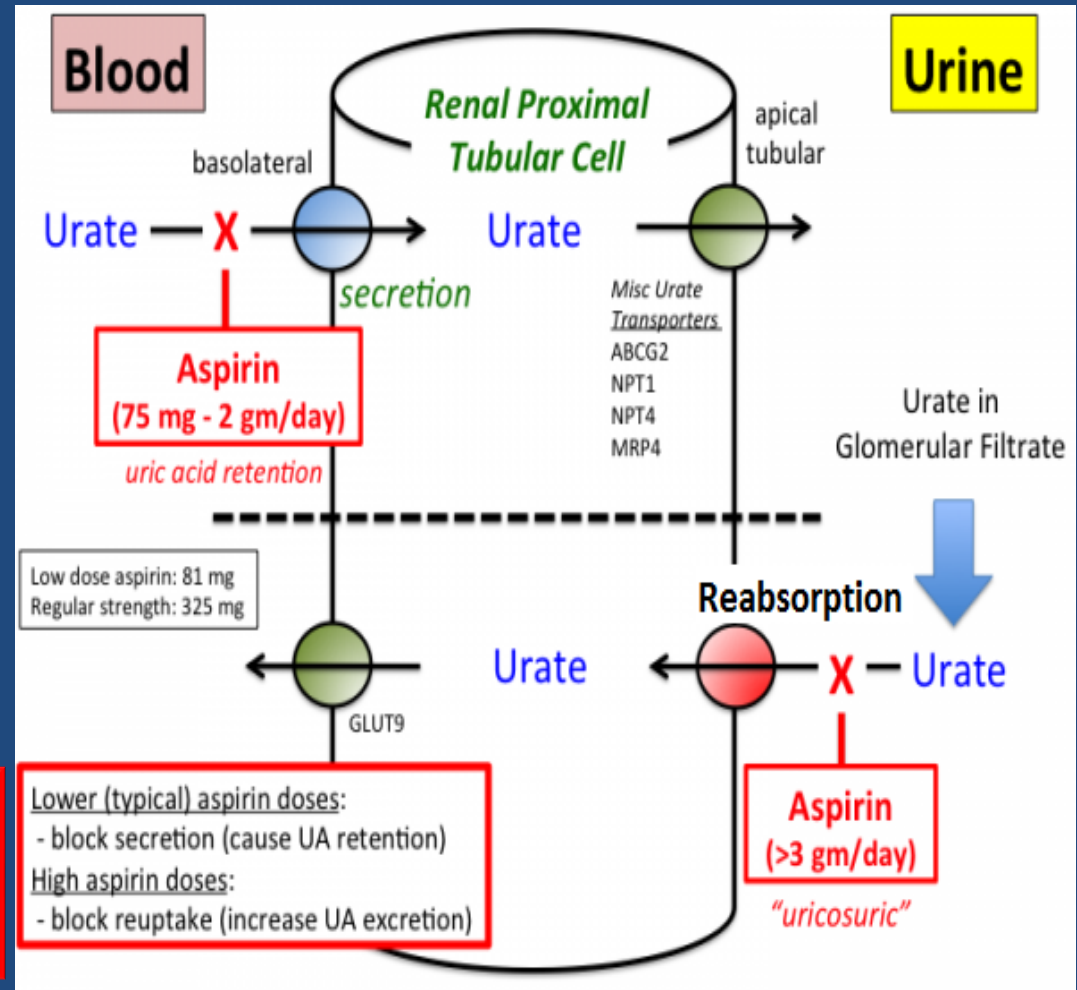 Blood
Urine
Renal Proximal
Tubular Cell
apical
tubular
basolateral
Urate
X
Urate
secretion
Misc Urate
Transporters
ABCG2
NPT1
NPT4
MRP4
Aspirin
(75 mg - 2 gm/day)
uric acid retention
Urate in
Glomerular Filtrate
Low dose aspirin: 81 mg
Regular strength: 325 mg
Reabsorption
Urate
X
Urate
GLUT9
Lower (typical) aspirin doses:
- block secretion (cause UA retention)
High aspirin doses:
- block reuptake (increase UA excretion)
Aspirin
(>3 gm/day)
"uricosuric"